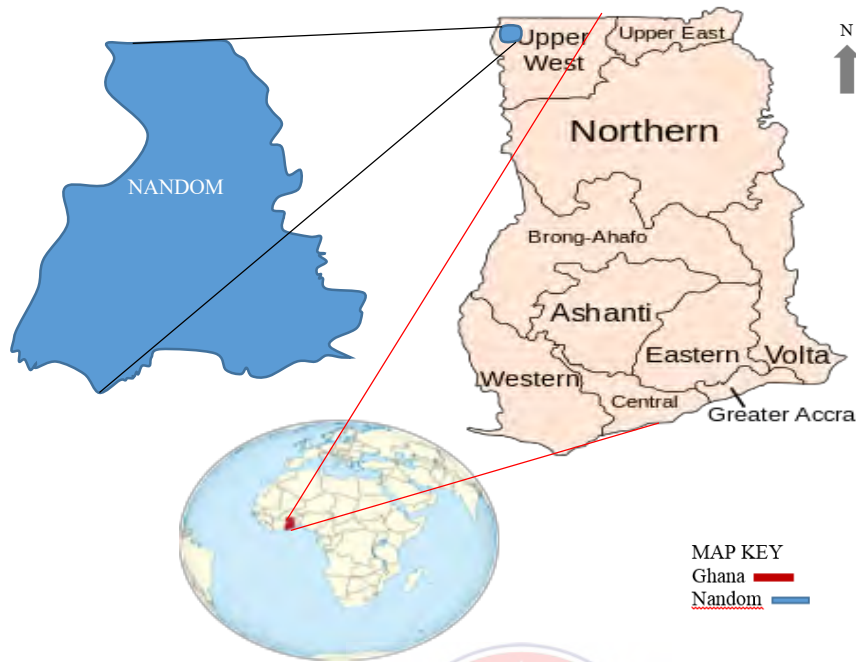 N
Upper
West
Upper East
Northern
NANDOM
Brong-Ahafo
Ashanti
Eastern
Volta
Western
Central
Greater Accra
MAP KEY
Ghana
Nandom